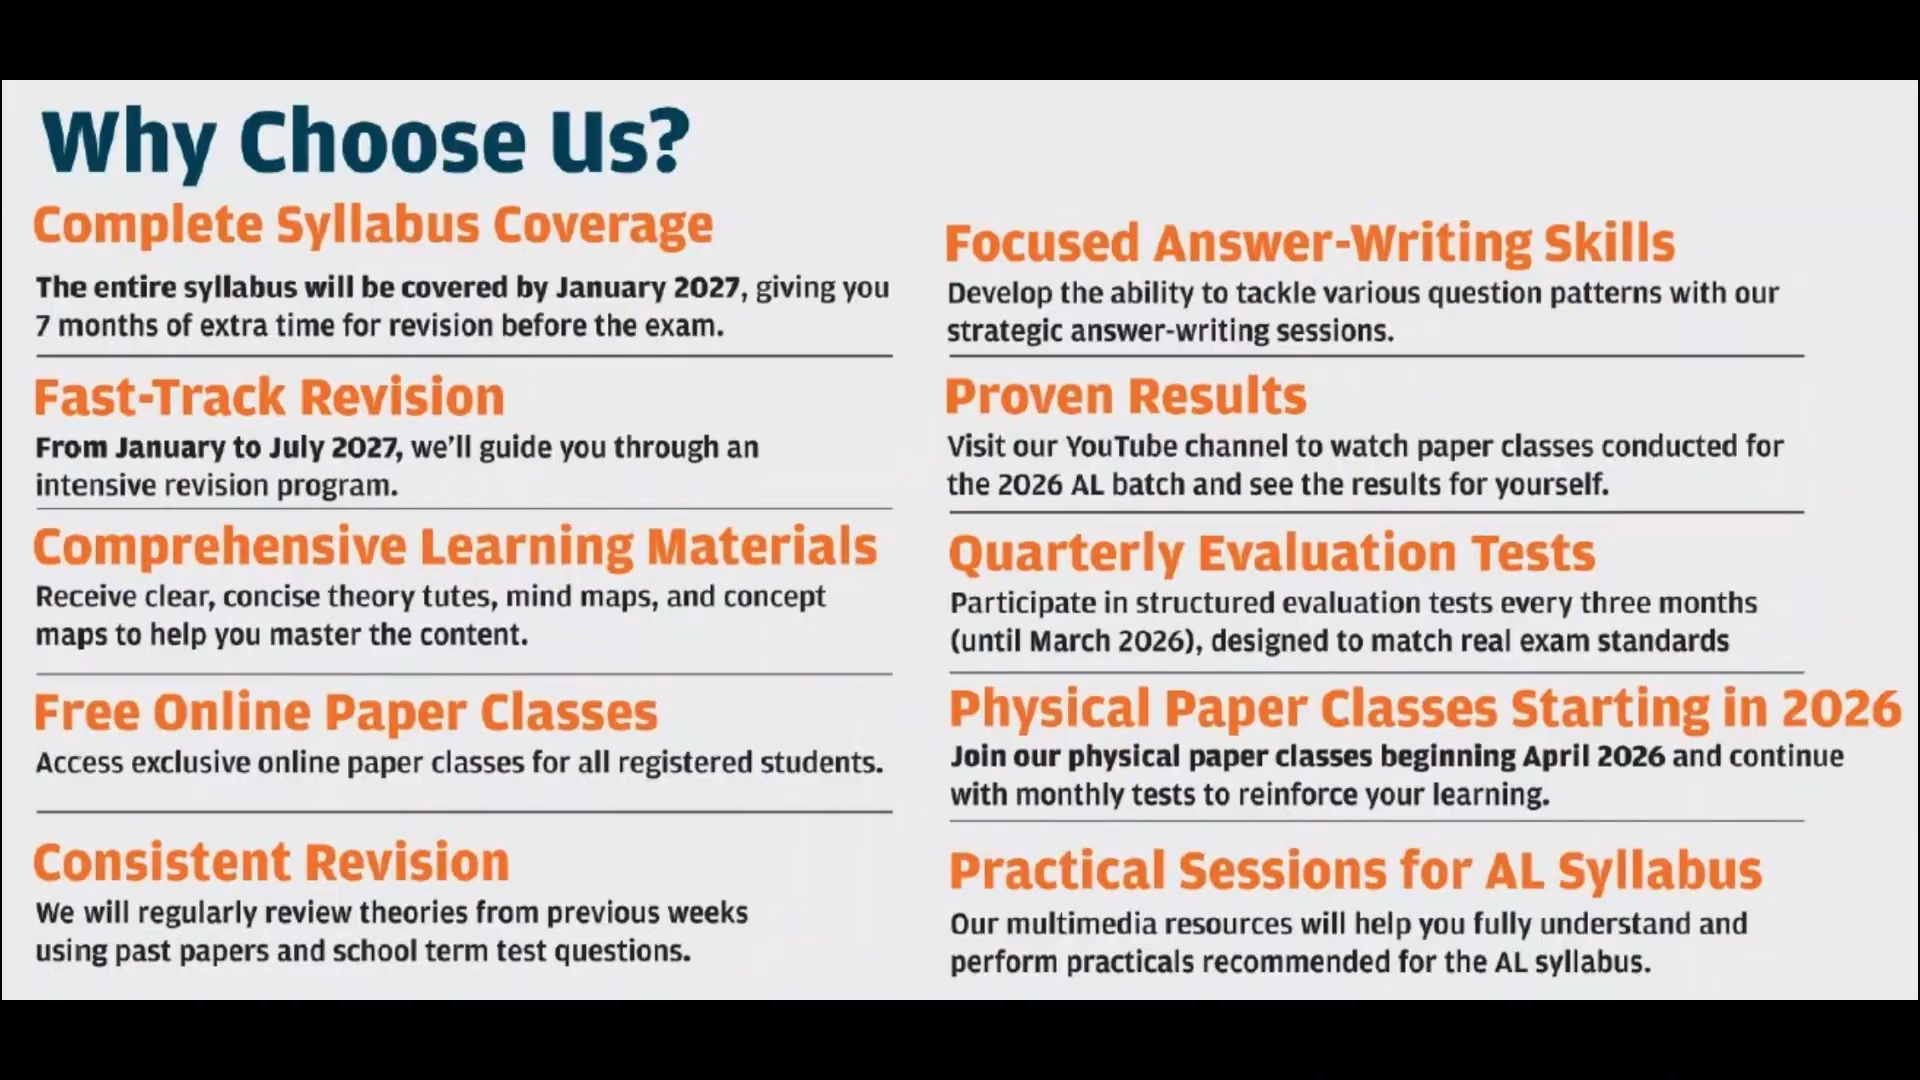 Why Choose Us?
Complete Syllabus Coverage
The entire syllabus will be covered by January 2027, giving you
7 months of extra time for revision before the exam.
Fast-Track Revision
From January to July 2027, we'll guide you through an
intensive revision program.
Comprehensive Learning Materials
Receive clear, concise theory tutes, mind maps, and concept
maps to help you master the content.
Free Online Paper Classes
Access exclusive online paper classes for all registered students.
Consistent Revision
We will regularly review theories from previous weeks
using past papers and school term test questions.
Focused Answer-Writing Skills
Develop the ability to tackle various question patterns with our
strategic answer-writing sessions.
Proven Results
Visit our YouTube channel to watch paper classes conducted for
the 2026 AL batch and see the results for yourself.
Quarterly Evaluation Tests
Participate in structured evaluation tests every three months
(until March 2026), designed to match real exam standards
Physical Paper Classes Starting in 2026
Join our physical paper classes beginning April 2026 and continue
with monthly tests to reinforce your learning.
Practical Sessions for AL Syllabus
Our multimedia resources will help you fully understand and
perform practicals recommended for the AL syllabus.